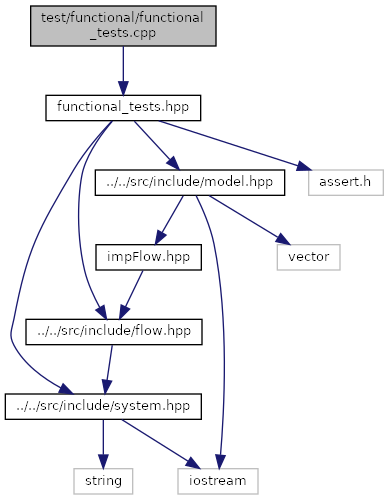 test/functional/functional
_tests.cpp
functional_tests.hpp
../../src/include/model.hpp
assert.h
impFlow.hpp
vector
../../src/include/flow.hpp
../../src/include/system.hpp
string
iostream